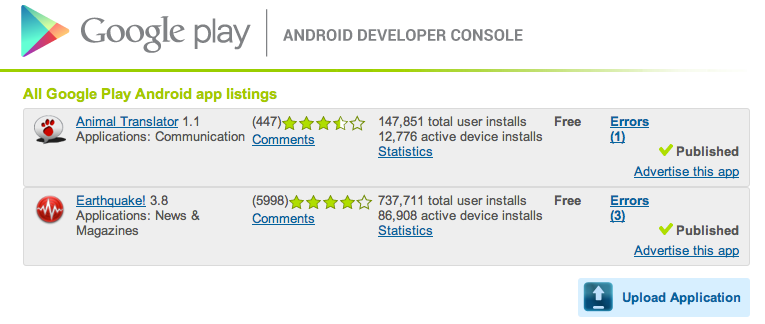 Google play ANDROID DEVELOPER CONSOLE
All Google Play Android app listings
Animal Translator 1.1
Applications: Communication
(447)
Comments
147,851 total user installs
12,776 active device installs
Statistics
Free
Errors
(1)
Published
Advertise this app
Earthquake! 3.8
Applications: News &
Magazines
(5998)
Comments
737,711 total user installs
86,908 active device installs
Statistics
Free
Errors
(3)
Published
Advertise this app
Upload Application